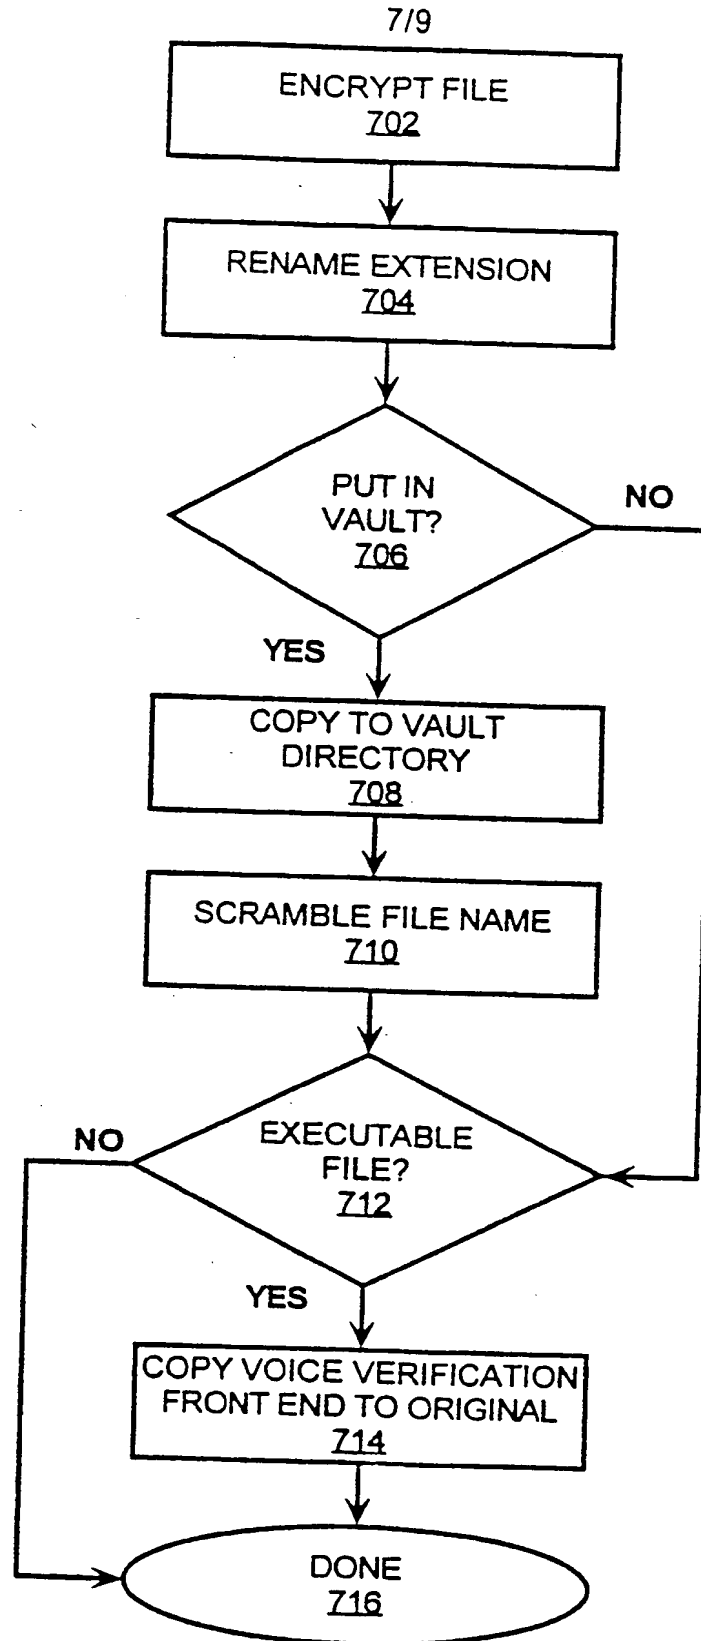 7/9
ENCRYPT FILE
702
RENAME EXTENSION
704
PUT IN
VAULT?
706
NO
YES
COPY TO VAULT
DIRECTORY
708
SCRAMBLE FILE NAME
710
EXECUTABLE
FILE?
712
NO
YES
COPY VOICE VERIFICATION
FRONT END TO ORIGINAL
714
DONE
716